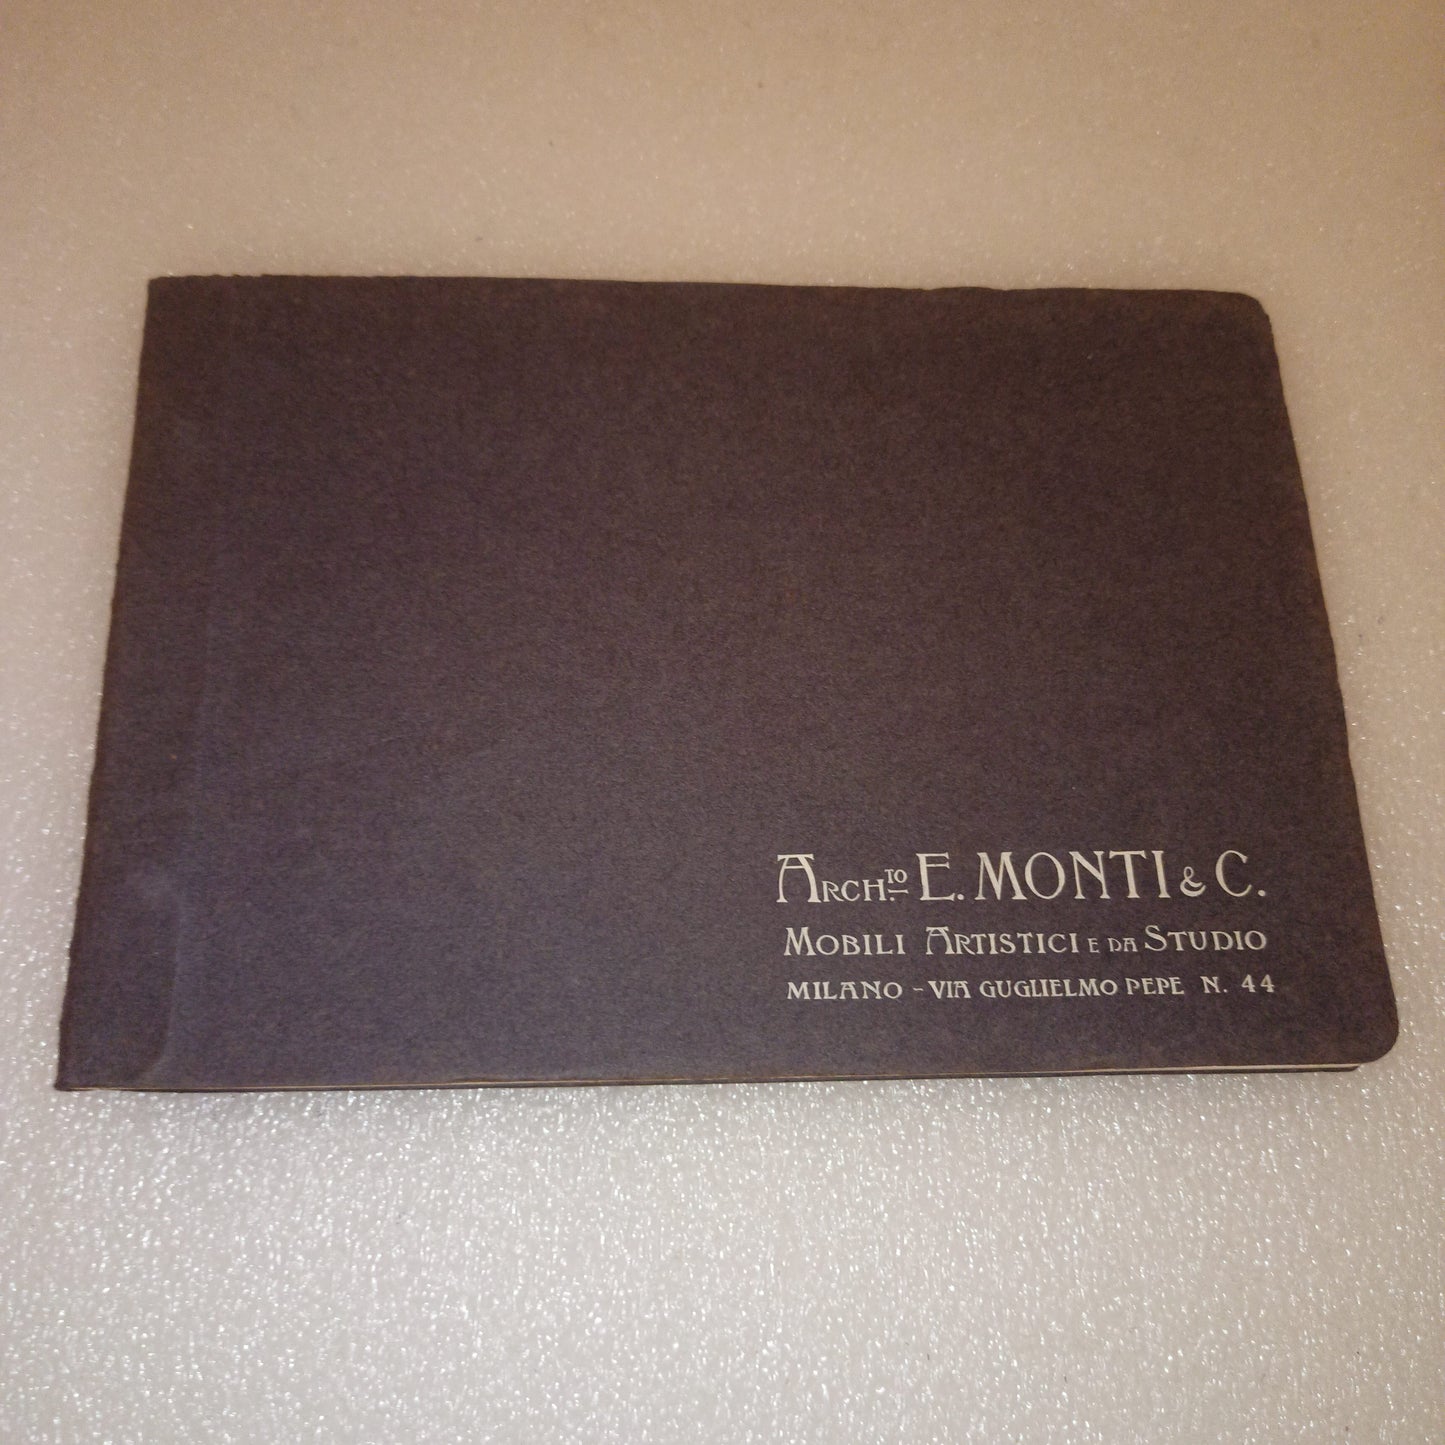 ARCH.TO E. MONTI & C.
MOBILI ARTISTICI E DA STUDIO
MILANO - VIA GUGLIELMO PEPE N. 44